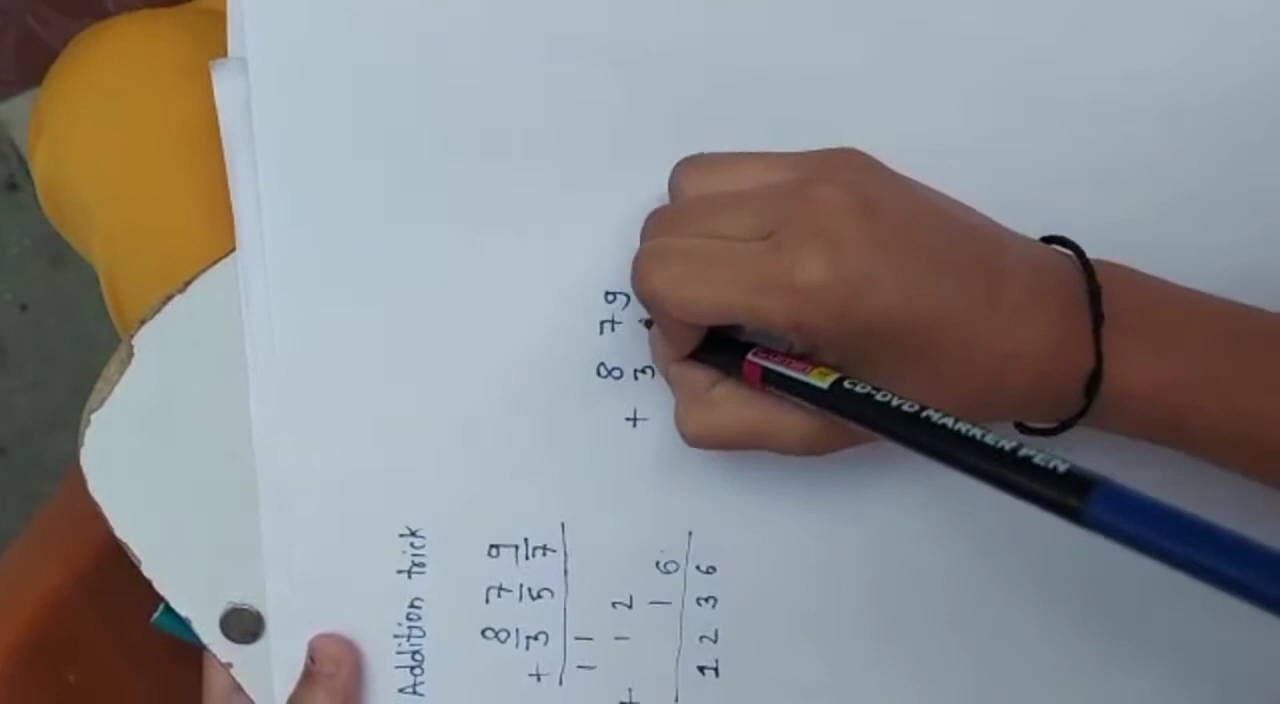 Addition trick
8 7 9
+ 3 5 7
1 1
+ 1 2
1 6
1 2 3 6
8 7 9
+ 3
CD-DVD MARKER PEN